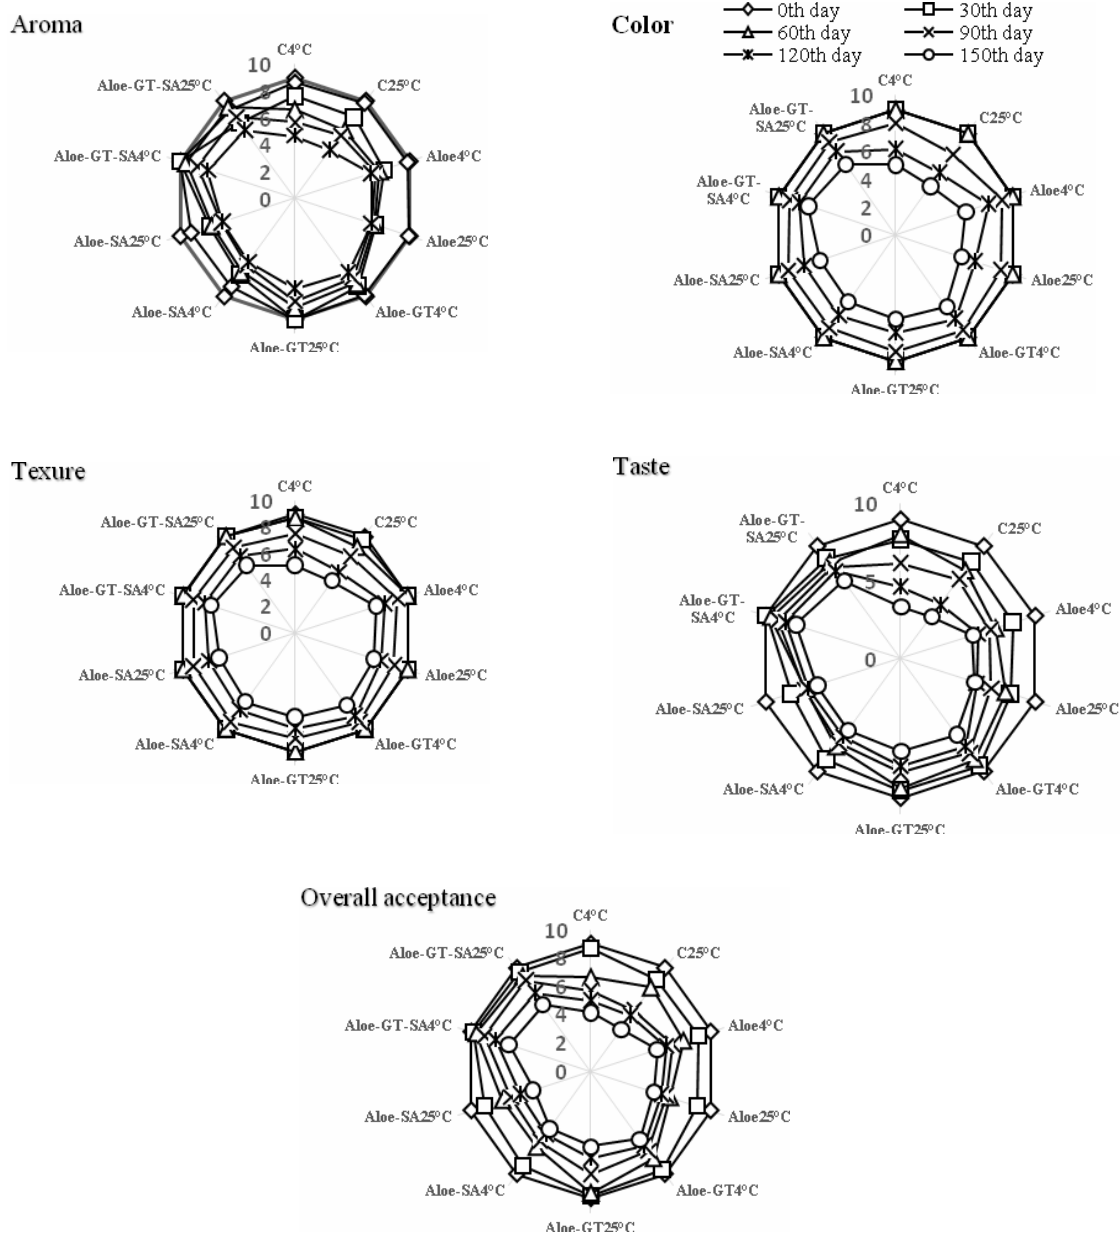 Aroma
C4°C
C25°C
Aloe4°C
Aloe25°C
Aloe-GT4°C
Aloe-GT25°C
Aloe-SA4°C
Aloe-SA25°C
Aloe-GT-SA4°C
Aloe-GT-SA25°C
10
8
6
4
2
0
Color
0th day
30th day
60th day
90th day
120th day
150th day
C4°C
C25°C
Aloe4°C
Aloe25°C
Aloe-GT4°C
Aloe-GT25°C
Aloe-SA4°C
Aloe-SA25°C
Aloe-GT-
SA4°C
Aloe-GT-
SA25°C
10
8
6
4
2
0
Texure
C4°C
C25°C
Aloe4°C
Aloe25°C
Aloe-GT4°C
Aloe-GT25°C
Aloe-SA4°C
Aloe-SA25°C
Aloe-GT-SA4°C
Aloe-GT-SA25°C
10
8
6
4
2
0
Taste
C4°C
C25°C
Aloe4°C
Aloe25°C
Aloe-GT4°C
Aloe-GT25°C
Aloe-SA4°C
Aloe-SA25°C
Aloe-GT-
SA4°C
Aloe-GT-
SA25°C
10
5
0
Overall acceptance
C4°C
C25°C
Aloe4°C
Aloe25°C
Aloe-GT4°C
Aloe-GT25°C
Aloe-SA4°C
Aloe-SA25°C
Aloe-GT-SA4°C
Aloe-GT-SA25°C
10
8
6
4
2
0